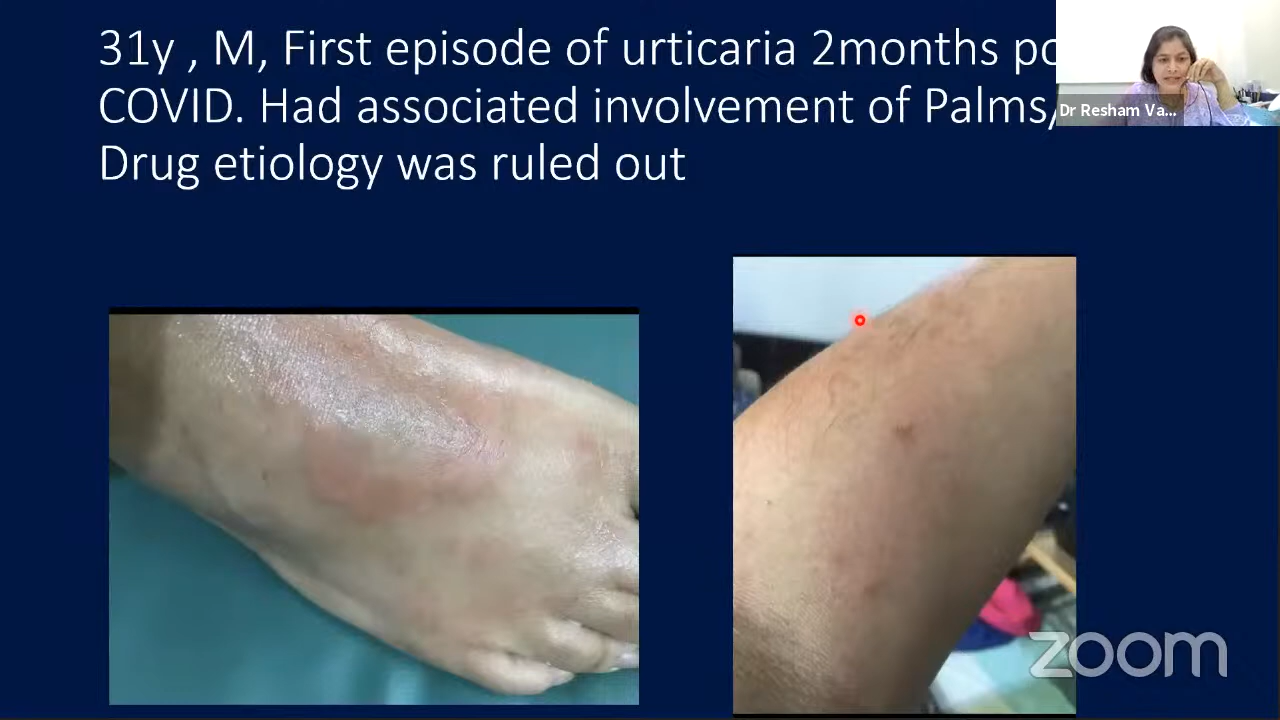 31y , M, First episode of urticaria 2months
COVID. Had associated involvement of Palms/
Drug etiology was ruled out
Dr Resham Va...
zoom